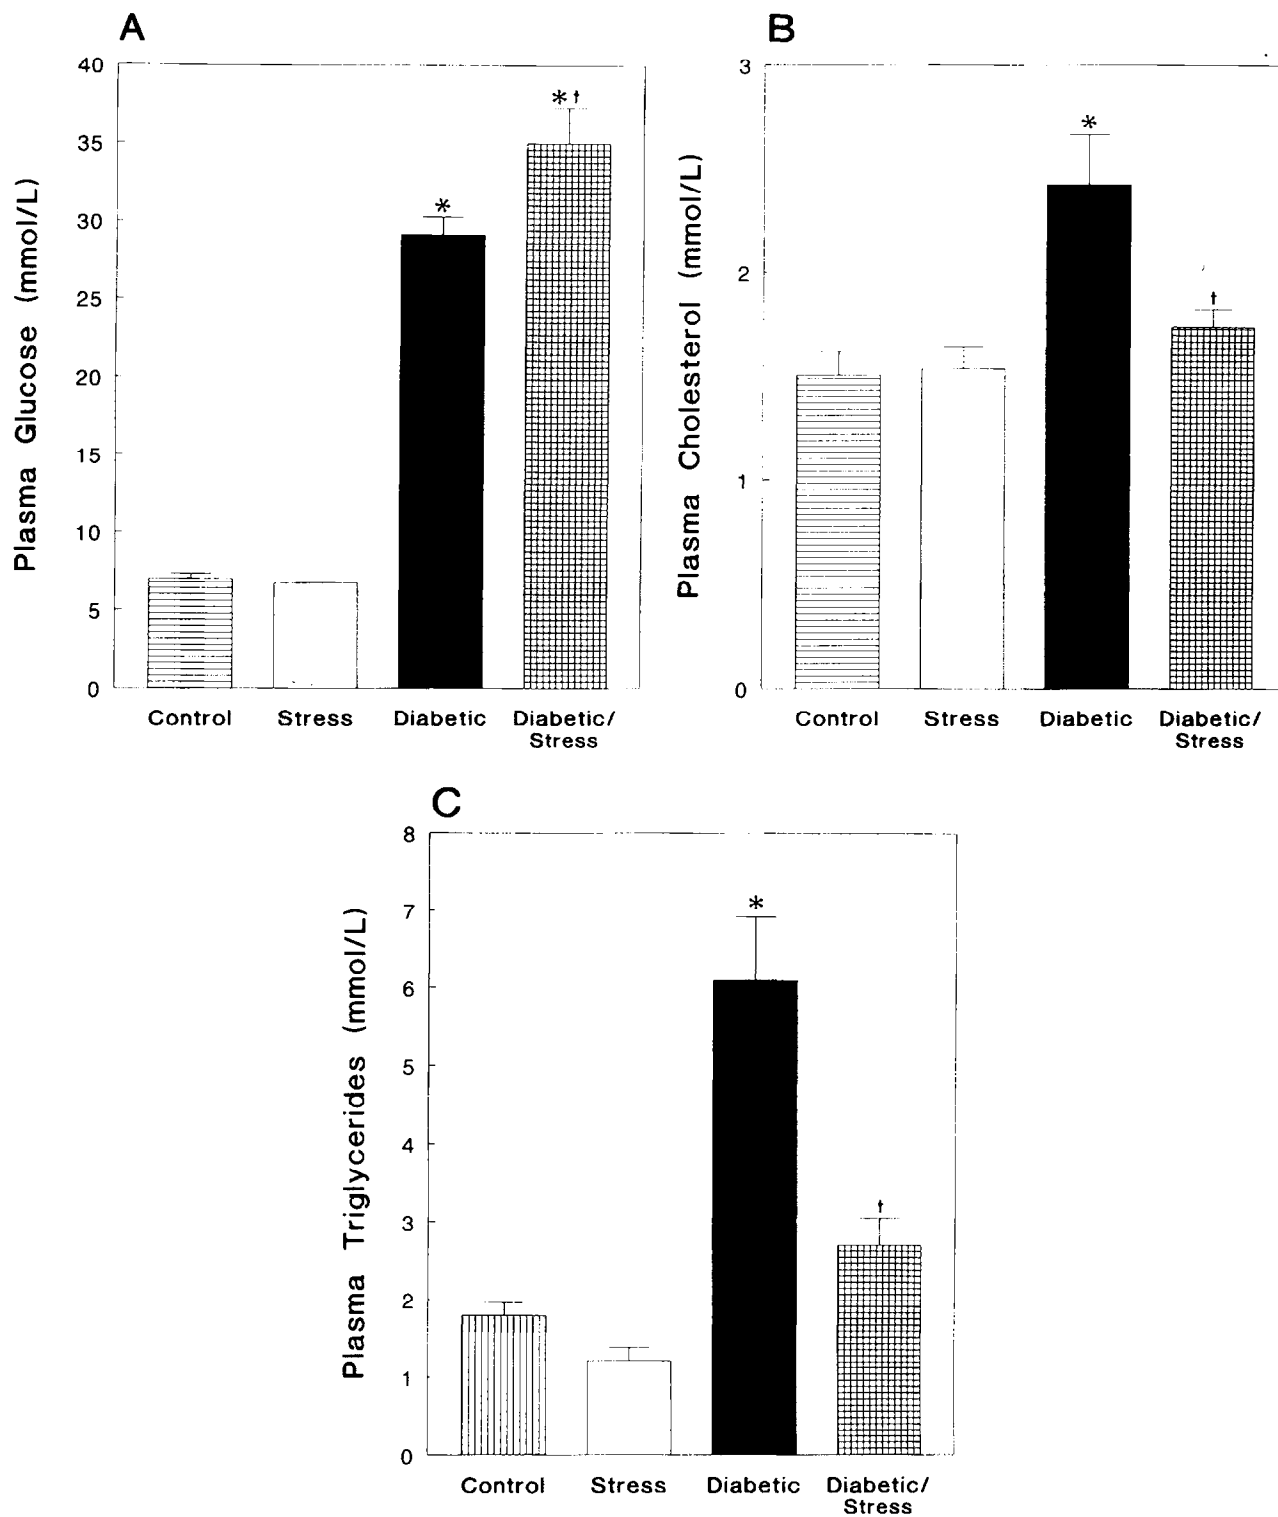 A
Plasma Glucose (mmol/L)
40
35
30
25
20
15
10
5
0
*
*†
Control Stress Diabetic Diabetic/
Stress
B
Plasma Cholesterol (mmol/L)
3
2
1
0
*
†
Control Stress Diabetic Diabetic/
Stress
C
Plasma Triglycerides (mmol/L)
8
7
6
5
4
3
2
1
0
*
†
Control Stress Diabetic Diabetic/
Stress